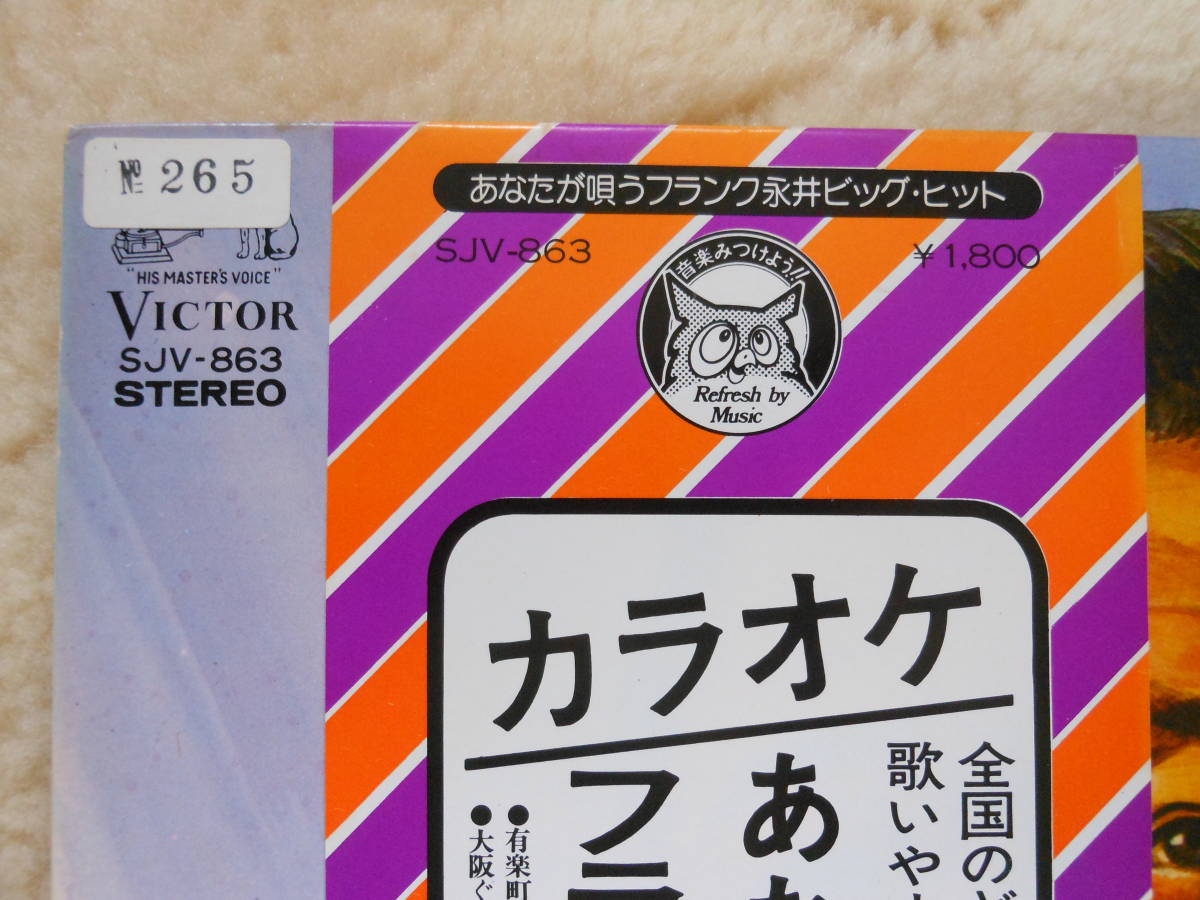 № 265
"HIS MASTER'S VOICE"
VICTOR
SJV-863
STEREO
あなたが唄うフランク永井ビッグ・ヒット
SJV-863
¥1,800
音楽みつけよう!!
Refresh by
Music
カラオケ
全国のど
歌いや
あ
フラ
●有楽町
●大阪ぐ